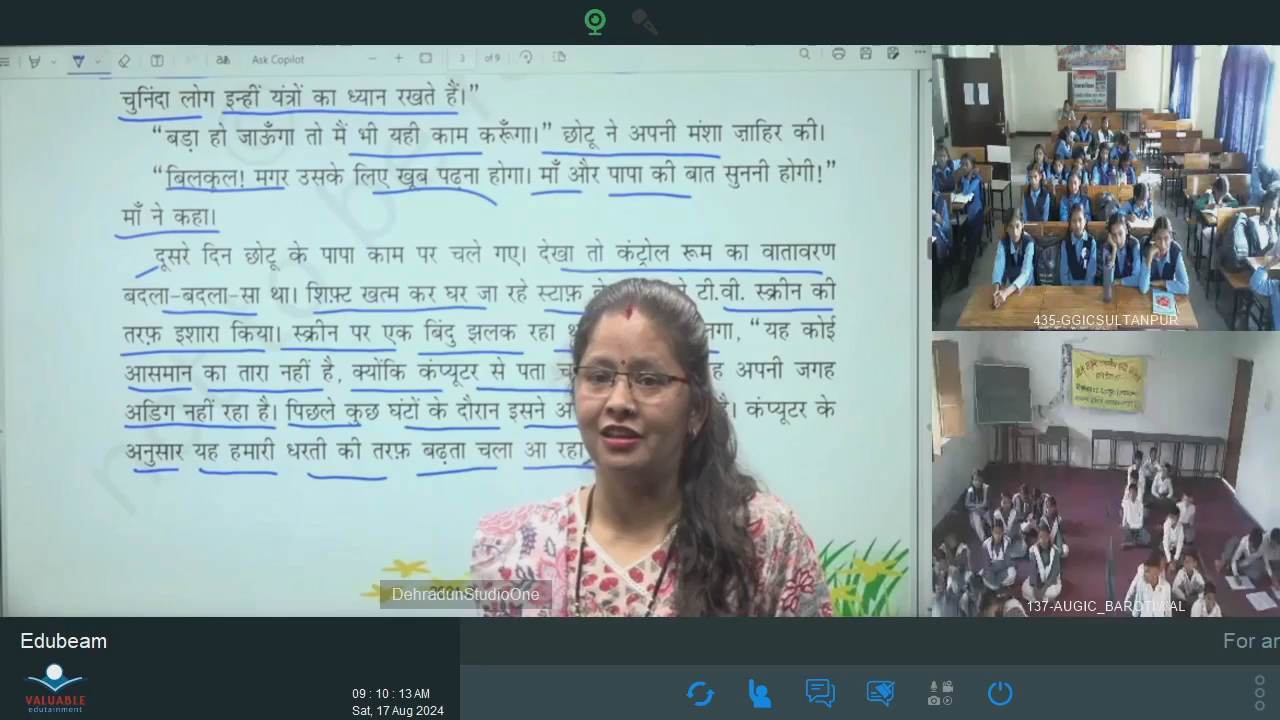 Ask Copilot
3 of 9
चुनिंदा लोग इन्हीं यंत्रों का ध्यान रखते हैं।”
“बड़ा हो जाऊँगा तो मैं भी यही काम करूँगा।” छोटू ने अपनी मंशा ज़ाहिर की।
“बिलकुल! मगर उसके लिए खूब पढ़ना होगा। माँ और पापा की बात सुननी होगी!”
माँ ने कहा।
दूसरे दिन छोटू के पापा काम पर चले गए। देखा तो कंट्रोल रूम का वातावरण
बदला-बदला-सा था। शिफ़्ट खत्म कर घर जा रहे स्टाफ़ टी.वी. स्क्रीन की
तरफ़ इशारा किया। स्क्रीन पर एक बिंदु झलक रहा “यह कोई
आसमान का तारा नहीं है, क्योंकि कंप्यूटर से पता अपनी जगह
अडिग नहीं रहा है। पिछले कुछ घंटों के दौरान इसने कंप्यूटर के
अनुसार यह हमारी धरती की तरफ़ बढ़ता चला आ रहा
DehradunStudioOne
435-GGICSULTANPUR
137-AUGIC_BAROTIWAL
Edubeam
VALUABLE
edutainment
09 : 10 : 13 AM
Sat, 17 Aug 2024
For ar